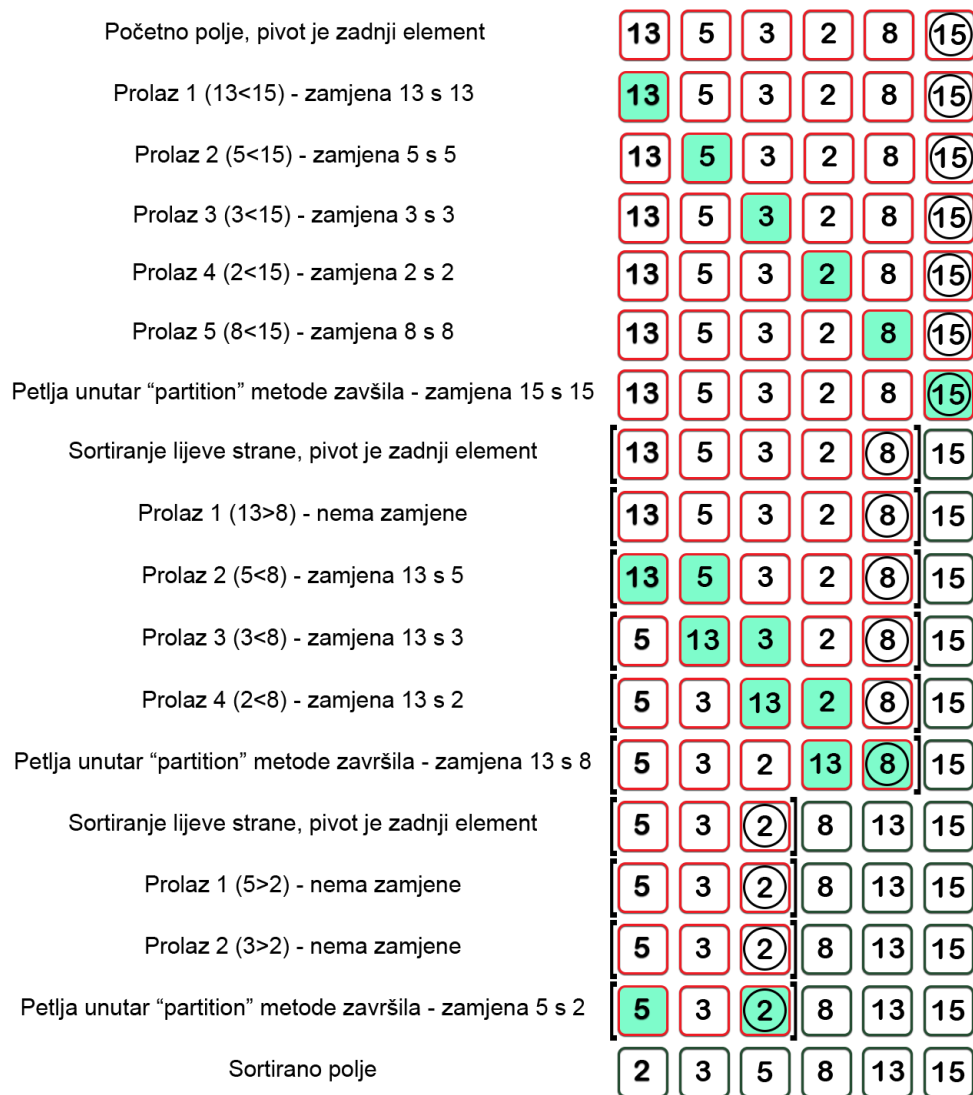 Početno polje, pivot je zadnji element 13 5 3 2 8 15
Prolaz 1 (13<15) - zamjena 13 s 13 13 5 3 2 8 15
Prolaz 2 (5<15) - zamjena 5 s 5 13 5 3 2 8 15
Prolaz 3 (3<15) - zamjena 3 s 3 13 5 3 2 8 15
Prolaz 4 (2<15) - zamjena 2 s 2 13 5 3 2 8 15
Prolaz 5 (8<15) - zamjena 8 s 8 13 5 3 2 8 15
Petlja unutar “partition” metode zavšila - zamjena 15 s 15 13 5 3 2 8 15
Sortiranje lijeve strane, pivot je zadnji element [13 5 3 2 8] 15
Prolaz 1 (13>8) - nema zamjene [13 5 3 2 8] 15
Prolaz 2 (5<8) - zamjena 13 s 5 [13 5 3 2 8] 15
Prolaz 3 (3<8) - zamjena 13 s 3 [5 13 3 2 8] 15
Prolaz 4 (2<8) - zamjena 13 s 2 [5 3 13 2 8] 15
Petlja unutar “partition” metode završila - zamjena 13 s 8 [5 3 2 13 8] 15
Sortiranje lijeve strane, pivot je zadnji element [5 3 2] 8 13 15
Prolaz 1 (5>2) - nema zamjene [5 3 2] 8 13 15
Prolaz 2 (3>2) - nema zamjene [5 3 2] 8 13 15
Petlja unutar “partition” metode završila - zamjena 5 s 2 [5 3 2] 8 13 15
Sortirano polje 2 3 5 8 13 15